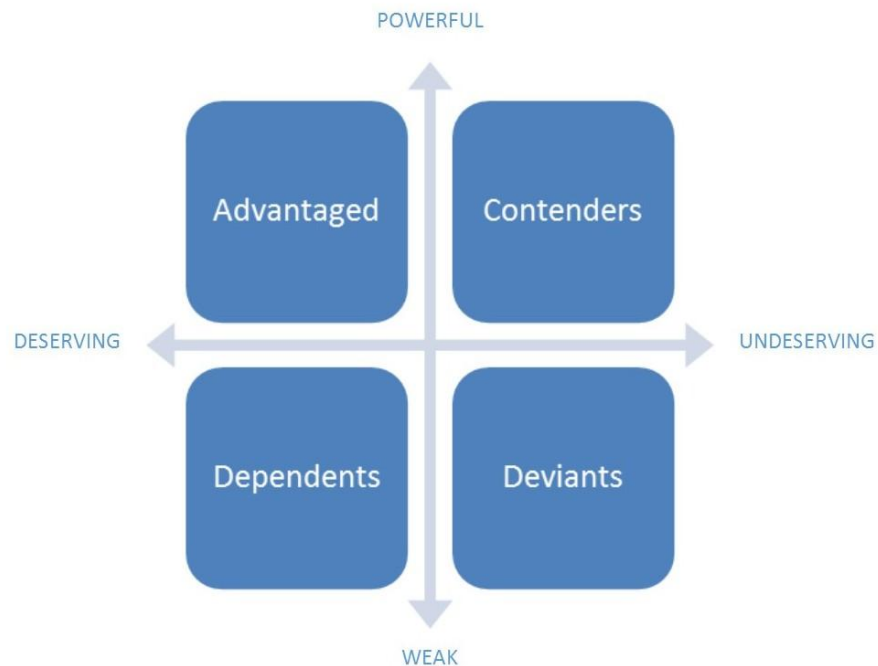 POWERFUL
Advantaged
Contenders
DESERVING
UNDESERVING
Dependents
Deviants
WEAK